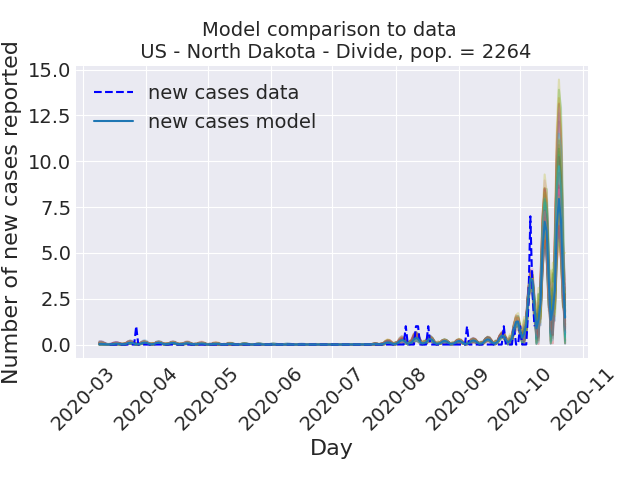 Model comparison to data
US - North Dakota - Divide, pop. = 2264
Number of new cases reported
15.0
12.5
10.0
7.5
5.0
2.5
0.0
new cases data
new cases model
2020-03
2020-04
2020-05
2020-06
2020-07
2020-08
2020-09
2020-10
2020-11
Day